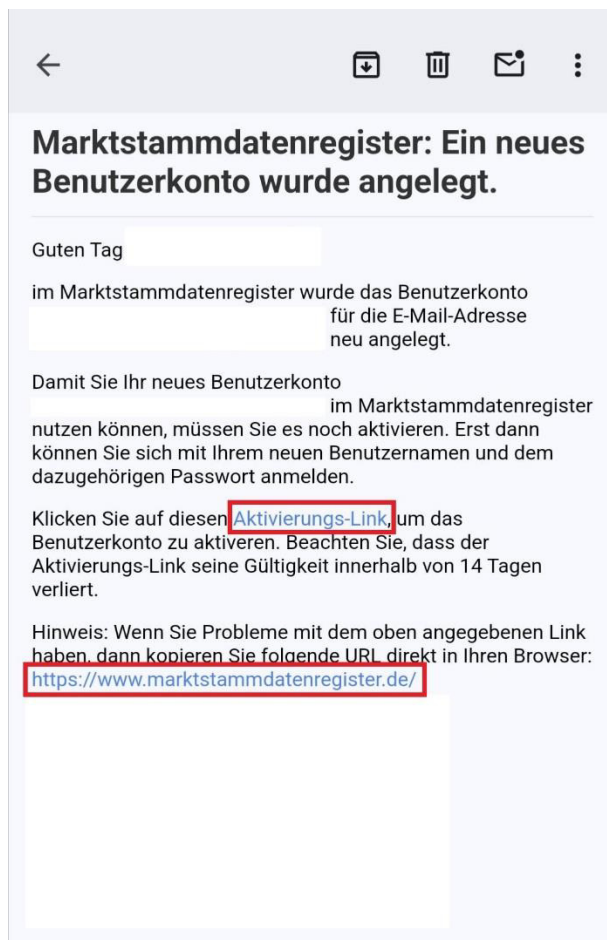 Marktstammdatenregister: Ein neues
Benutzerkonto wurde angelegt.
Guten Tag
im Marktstammdatenregister wurde das Benutzerkonto
für die E-Mail-Adresse
neu angelegt.
Damit Sie Ihr neues Benutzerkonto
im Marktstammdatenregister
nutzen können, müssen Sie es noch aktivieren. Erst dann
können Sie sich mit Ihrem neuen Benutzernamen und dem
dazugehörigen Passwort anmelden.
Klicken Sie auf diesen Aktivierungs-Link, um das
Benutzerkonto zu aktiveren. Beachten Sie, dass der
Aktivierungs-Link seine Gültigkeit innerhalb von 14 Tagen
verliert.
Hinweis: Wenn Sie Probleme mit dem oben angegebenen Link
haben, dann kopieren Sie folgende URL direkt in Ihren Browser:
https://www.marktstammdatenregister.de/